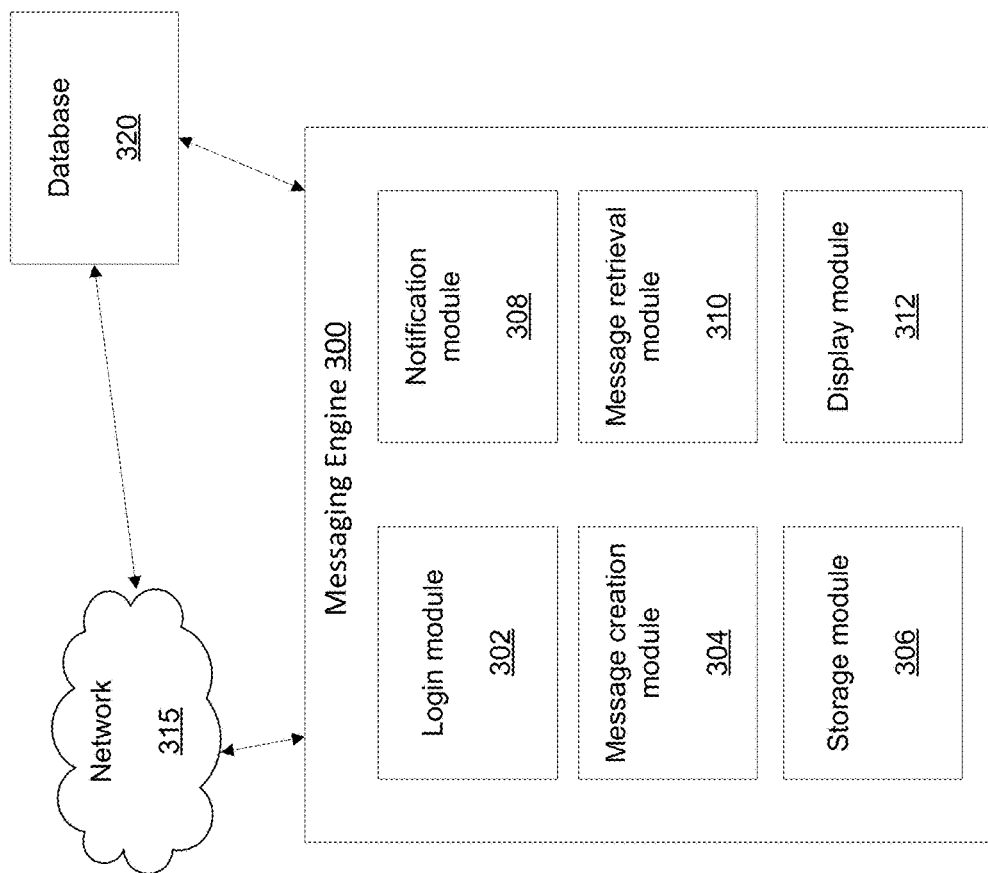 Network
315
Database
320
Messaging Engine 300
Login module
302
Notification
module
308
Message creation
module
304
Message retrieval
module
310
Storage module
306
Display module
312